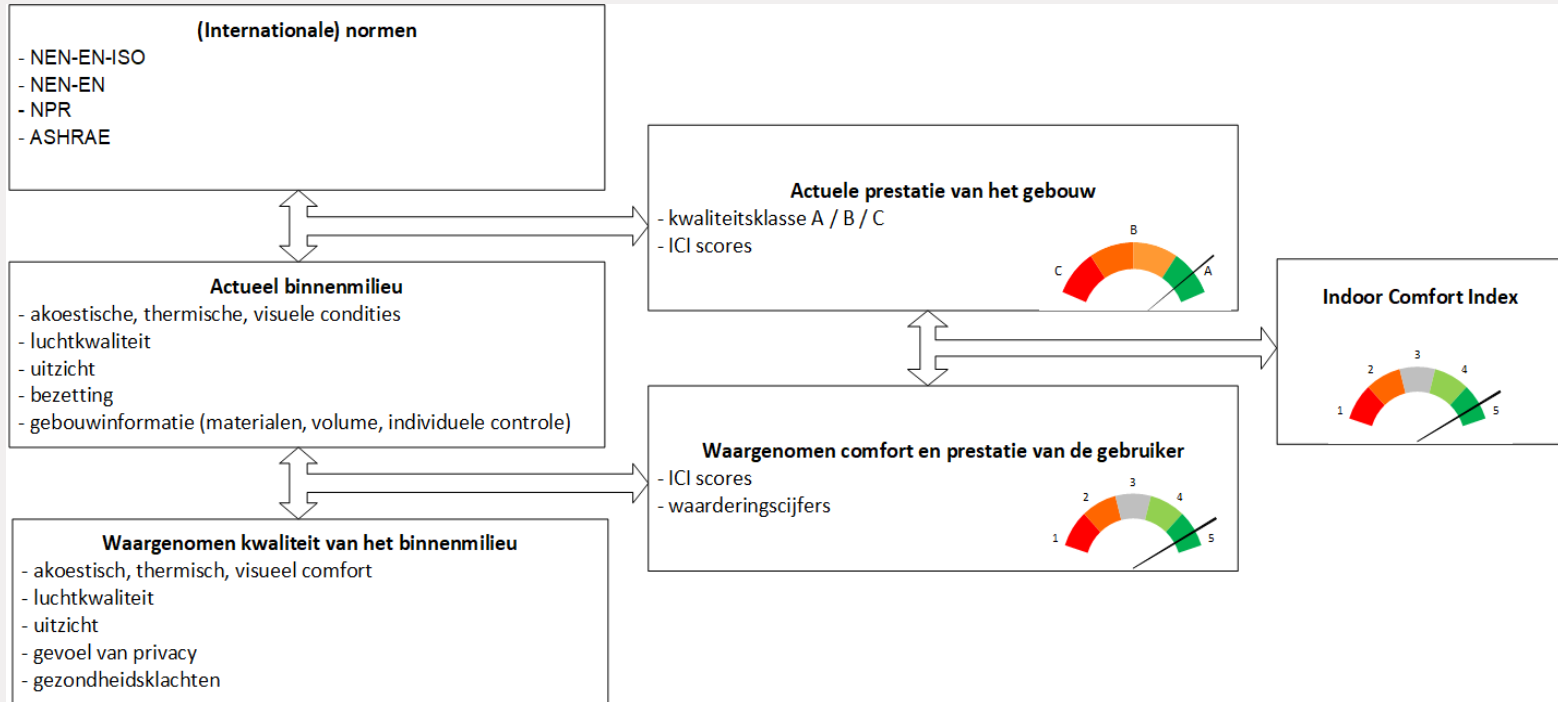 (Internationale) normen
- NEN-EN-ISO
- NEN-EN
- NPR
- ASHRAE
Actueel binnenmilieu
- akoestische, thermische, visuele condities
- luchtkwaliteit
- uitzicht
- bezetting
- gebouwinformatie (materialen, volume, individuele controle)
Waargenomen kwaliteit van het binnenmilieu
- akoestisch, thermisch, visueel comfort
- luchtkwaliteit
- uitzicht
- gevoel van privacy
- gezondheidsklachten
Actuele prestatie van het gebouw
- kwaliteitsklasse A / B / C
- ICI scores
C
B
A
Waargenomen comfort en prestatie van de gebruiker
- ICI scores
- waarderingscijfers
1
2
3
4
5
Indoor Comfort Index
1
2
3
4
5